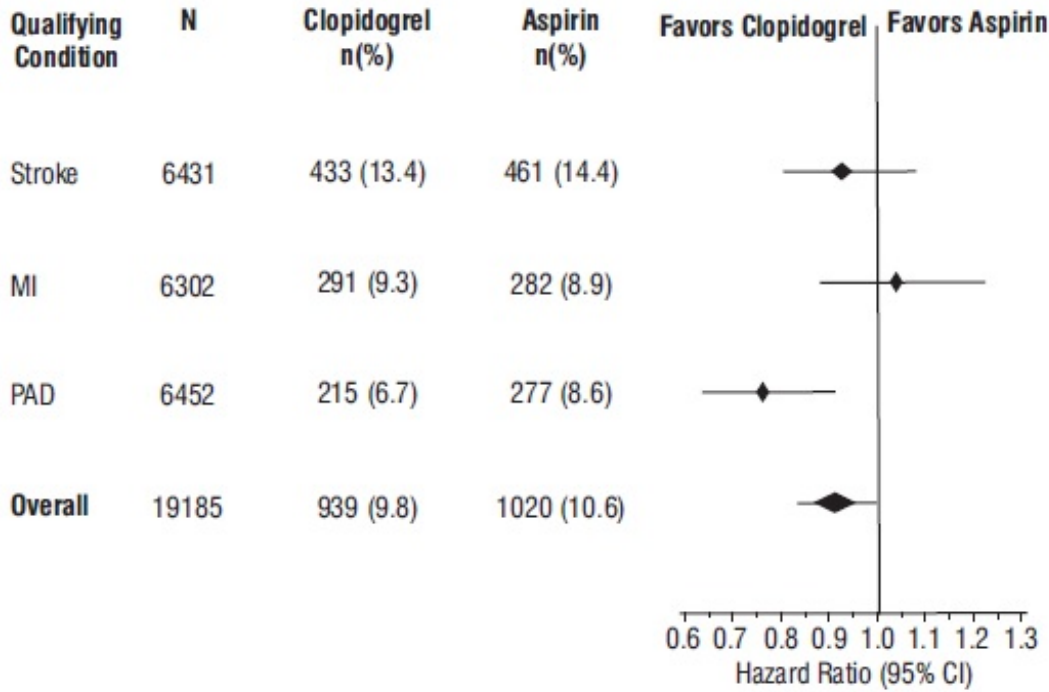 Qualifying Condition N Clopidogrel n(%) Aspirin n(%) Favors Clopidogrel Favors Aspirin
Stroke 6431 433 (13.4) 461 (14.4)
MI 6302 291 (9.3) 282 (8.9)
PAD 6452 215 (6.7) 277 (8.6)
Overall 19185 939 (9.8) 1020 (10.6)
0.6 0.7 0.8 0.9 1.0 1.1 1.2 1.3
Hazard Ratio (95% CI)